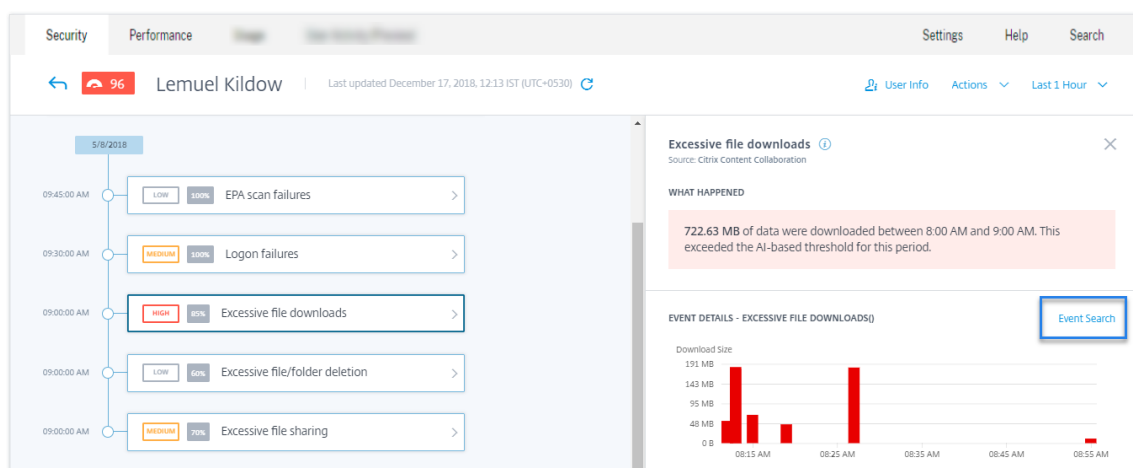 Security Performance Settings Help Search
96 Lemuel Kildow Last updated December 17, 2018, 12:13 IST (UTC+0530) User Info Actions Last 1 Hour
5/8/2018
09:45:00 AM LOW 100% EPA scan failures
09:30:00 AM MEDIUM 100% Logon failures
09:00:00 AM HIGH 85% Excessive file downloads
09:00:00 AM LOW 60% Excessive file/folder deletion
09:00:00 AM MEDIUM 70% Excessive file sharing
Excessive file downloads
Source: Citrix Content Collaboration
WHAT HAPPENED
722.63 MB of data were downloaded between 8:00 AM and 9:00 AM. This
exceeded the AI-based threshold for this period.
EVENT DETAILS - EXCESSIVE FILE DOWNLOADS() Event Search
Download Size
191 MB
143 MB
95 MB
48 MB
0 B
08:15 AM 08:25 AM 08:35 AM 08:45 AM 08:55 AM